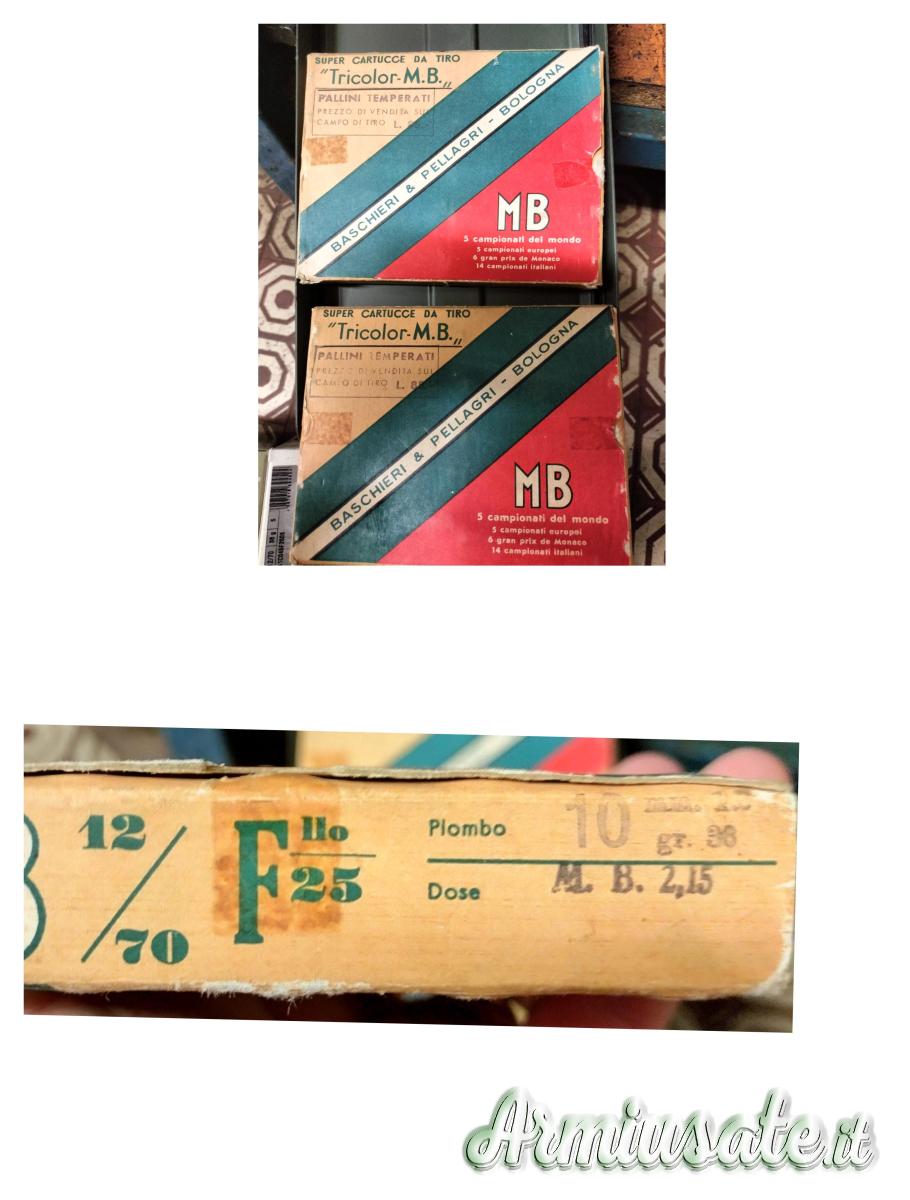 SUPER CARTUCCE DA TIRO
"Tricolor-M.B.„
PALLINI TEMPERATI
PREZZO DI VENDITA SUL
CAMPO DI TIRO L.
BASCHIERI & PELLAGRI - BOLOGNA
MB
5 campionati del mondo
5 campionati europei
6 gran prix de Monaco
14 campionati italiani
SUPER CARTUCCE DA TIRO
"Tricolor-M.B.„
PALLINI TEMPERATI
PREZZO DI VENDITA SUL
CAMPO DI TIRO L.
BASCHIERI & PELLAGRI - BOLOGNA
MB
5 campionati del mondo
5 campionati europei
6 gran prix de Monaco
14 campionati italiani
12/70
F llo 25
Plombo 10
gr. 36
Dose M. B. 2,15
Armiusate.it